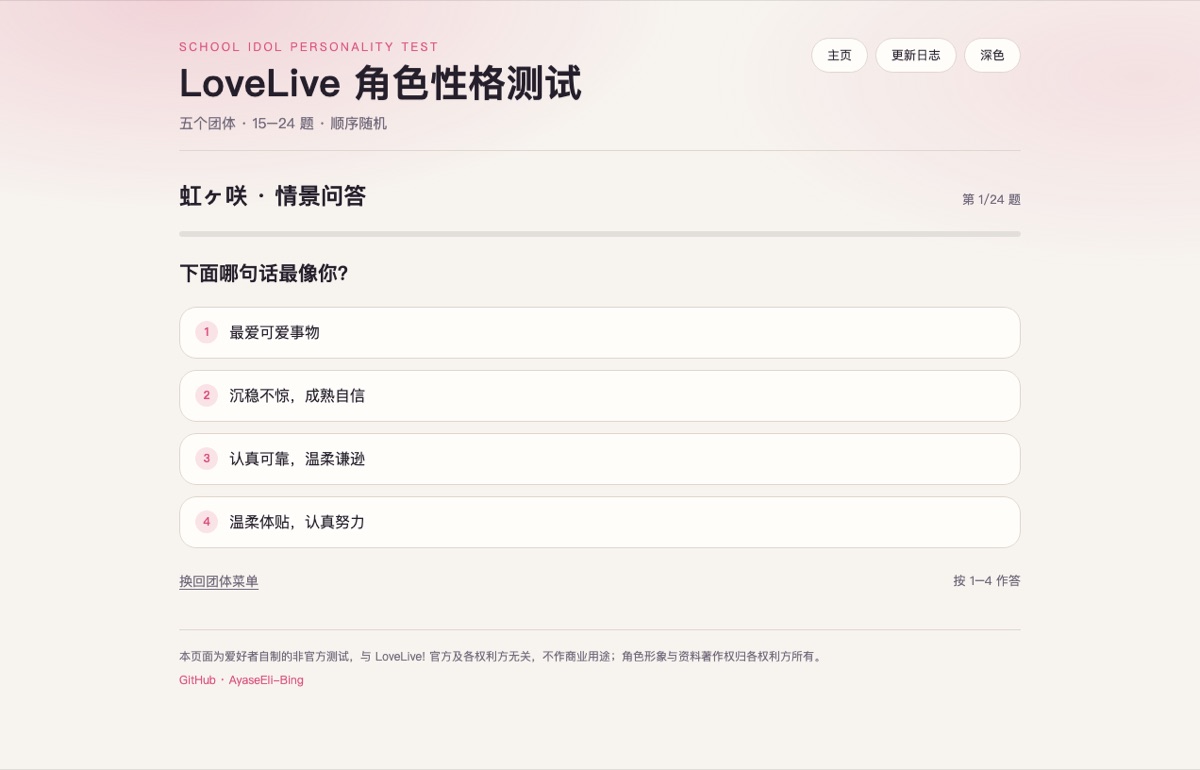 SCHOOL IDOL PERSONALITY TEST
LoveLive 角色性格测试
五个团体 · 15—24 题 · 顺序随机
主页
更新日志
深色
虹ヶ咲 · 情景问答
第 1/24 题
下面哪句话最像你?
1 最爱可爱事物
2 沉稳不惊，成熟自信
3 认真可靠，温柔谦逊
4 温柔体贴，认真努力
换回团体菜单
按 1—4 作答
本页面为爱好者自制的非官方测试，与 LoveLive! 官方及各权利方无关，不作商业用途；角色形象与资料著作权归各权利方所有。
GitHub · AyaseEli-Bing